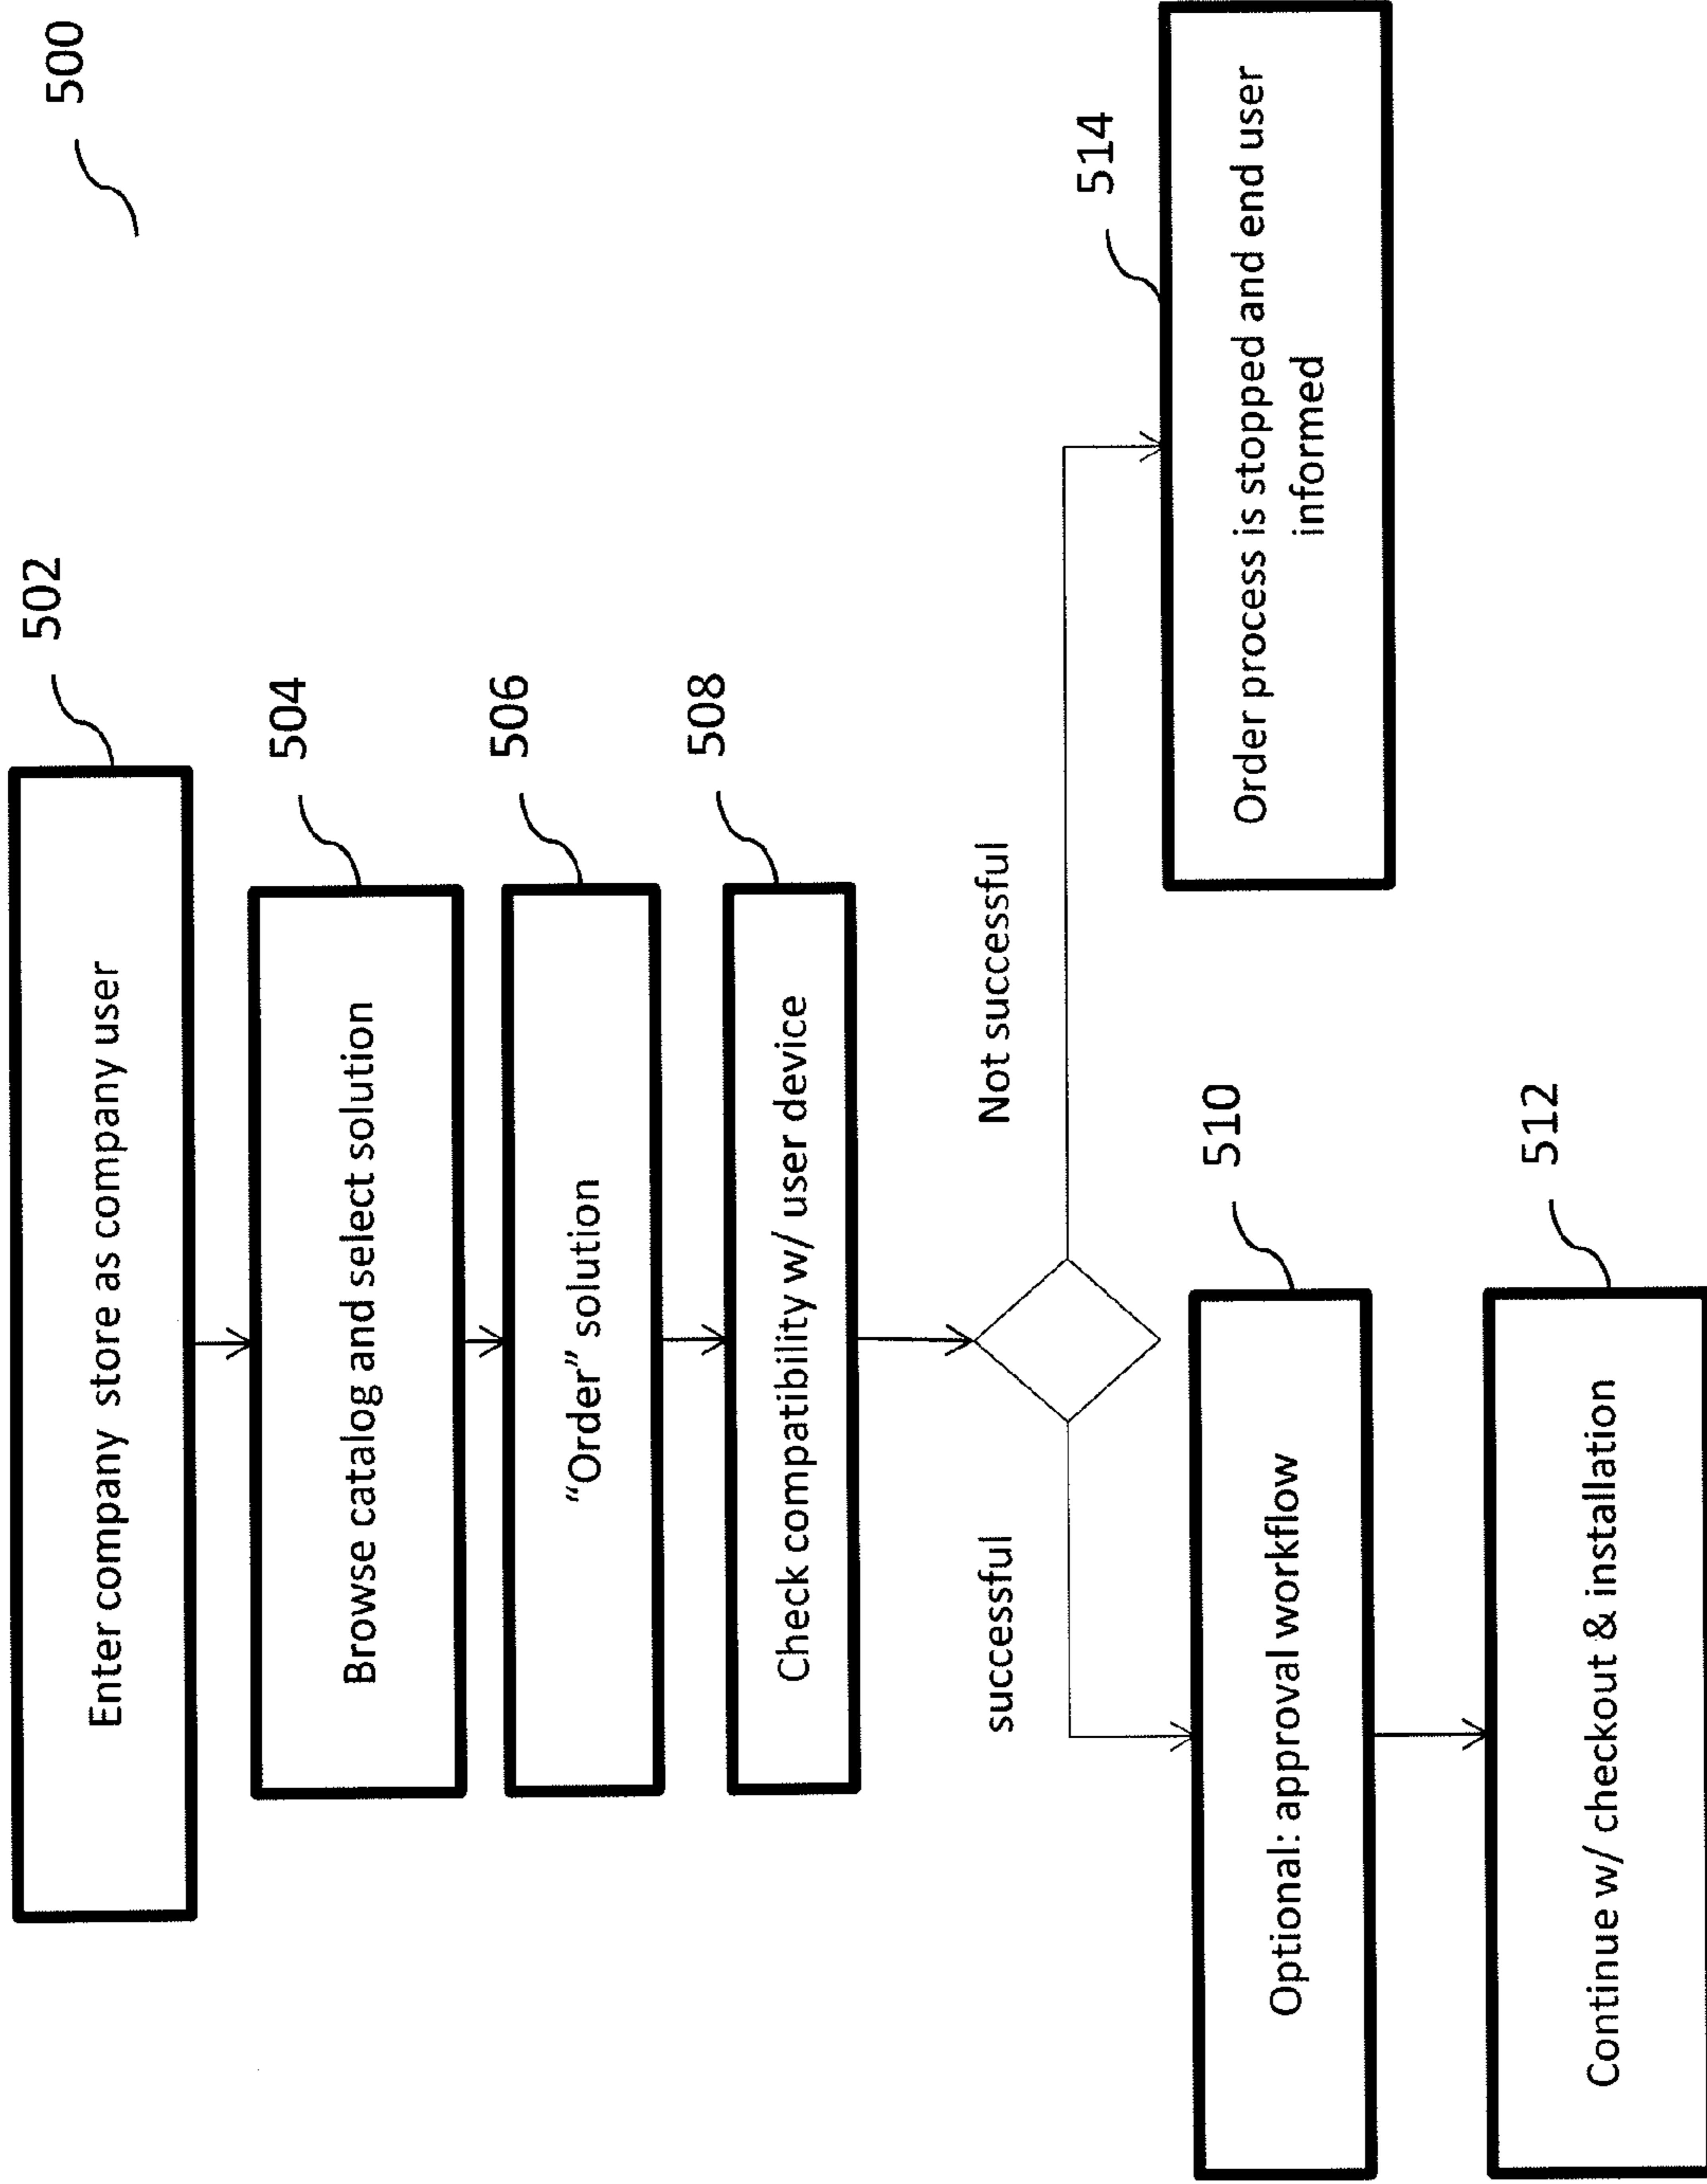 500
502
Enter company store as company user
504
Browse catalog and select solution
506
“Order” solution
508
Check compatibility w/ user device
successful
Not successful
510
Optional: approval workflow
514
Order process is stopped and end user
informed
512
Continue w/ checkout & installation